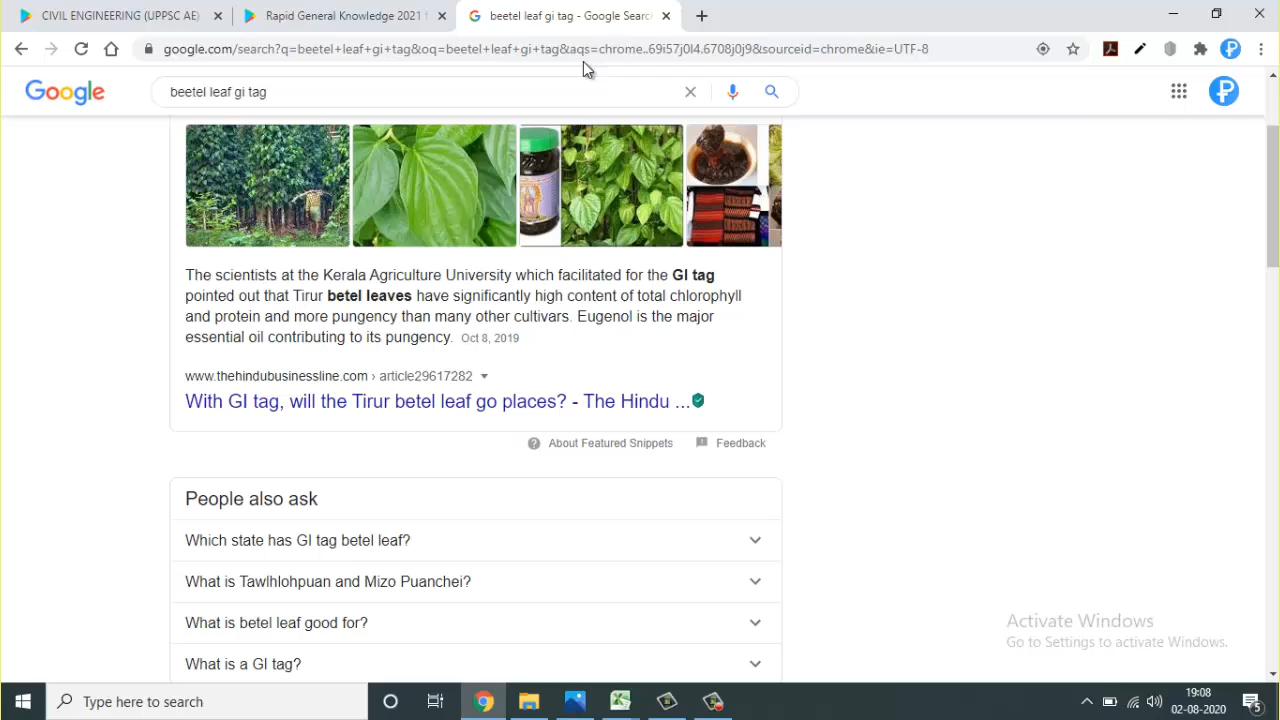 CIVIL ENGINEERING (UPPSC AE)
Rapid General Knowledge 2021 f
beetel leaf gi tag - Google Searc
google.com/search?q=beetel+leaf+gi+tag&oq=beetel+leaf+gi+tag&aqs=chrome..69i57j0l4.6708j0j9&sourceid=chrome&ie=UTF-8
Google
beetel leaf gi tag
The scientists at the Kerala Agriculture University which facilitated for the GI tag
pointed out that Tirur betel leaves have significantly high content of total chlorophyll
and protein and more pungency than many other cultivars. Eugenol is the major
essential oil contributing to its pungency. Oct 8, 2019
www.thehindubusinessline.com › article29617282
With GI tag, will the Tirur betel leaf go places? - The Hindu ...
About Featured Snippets Feedback
People also ask
Which state has GI tag betel leaf?
What is Tawlhlohpuan and Mizo Puanchei?
What is betel leaf good for?
What is a GI tag?
Activate Windows
Go to Settings to activate Windows.
Type here to search
19:08
02-08-2020
5